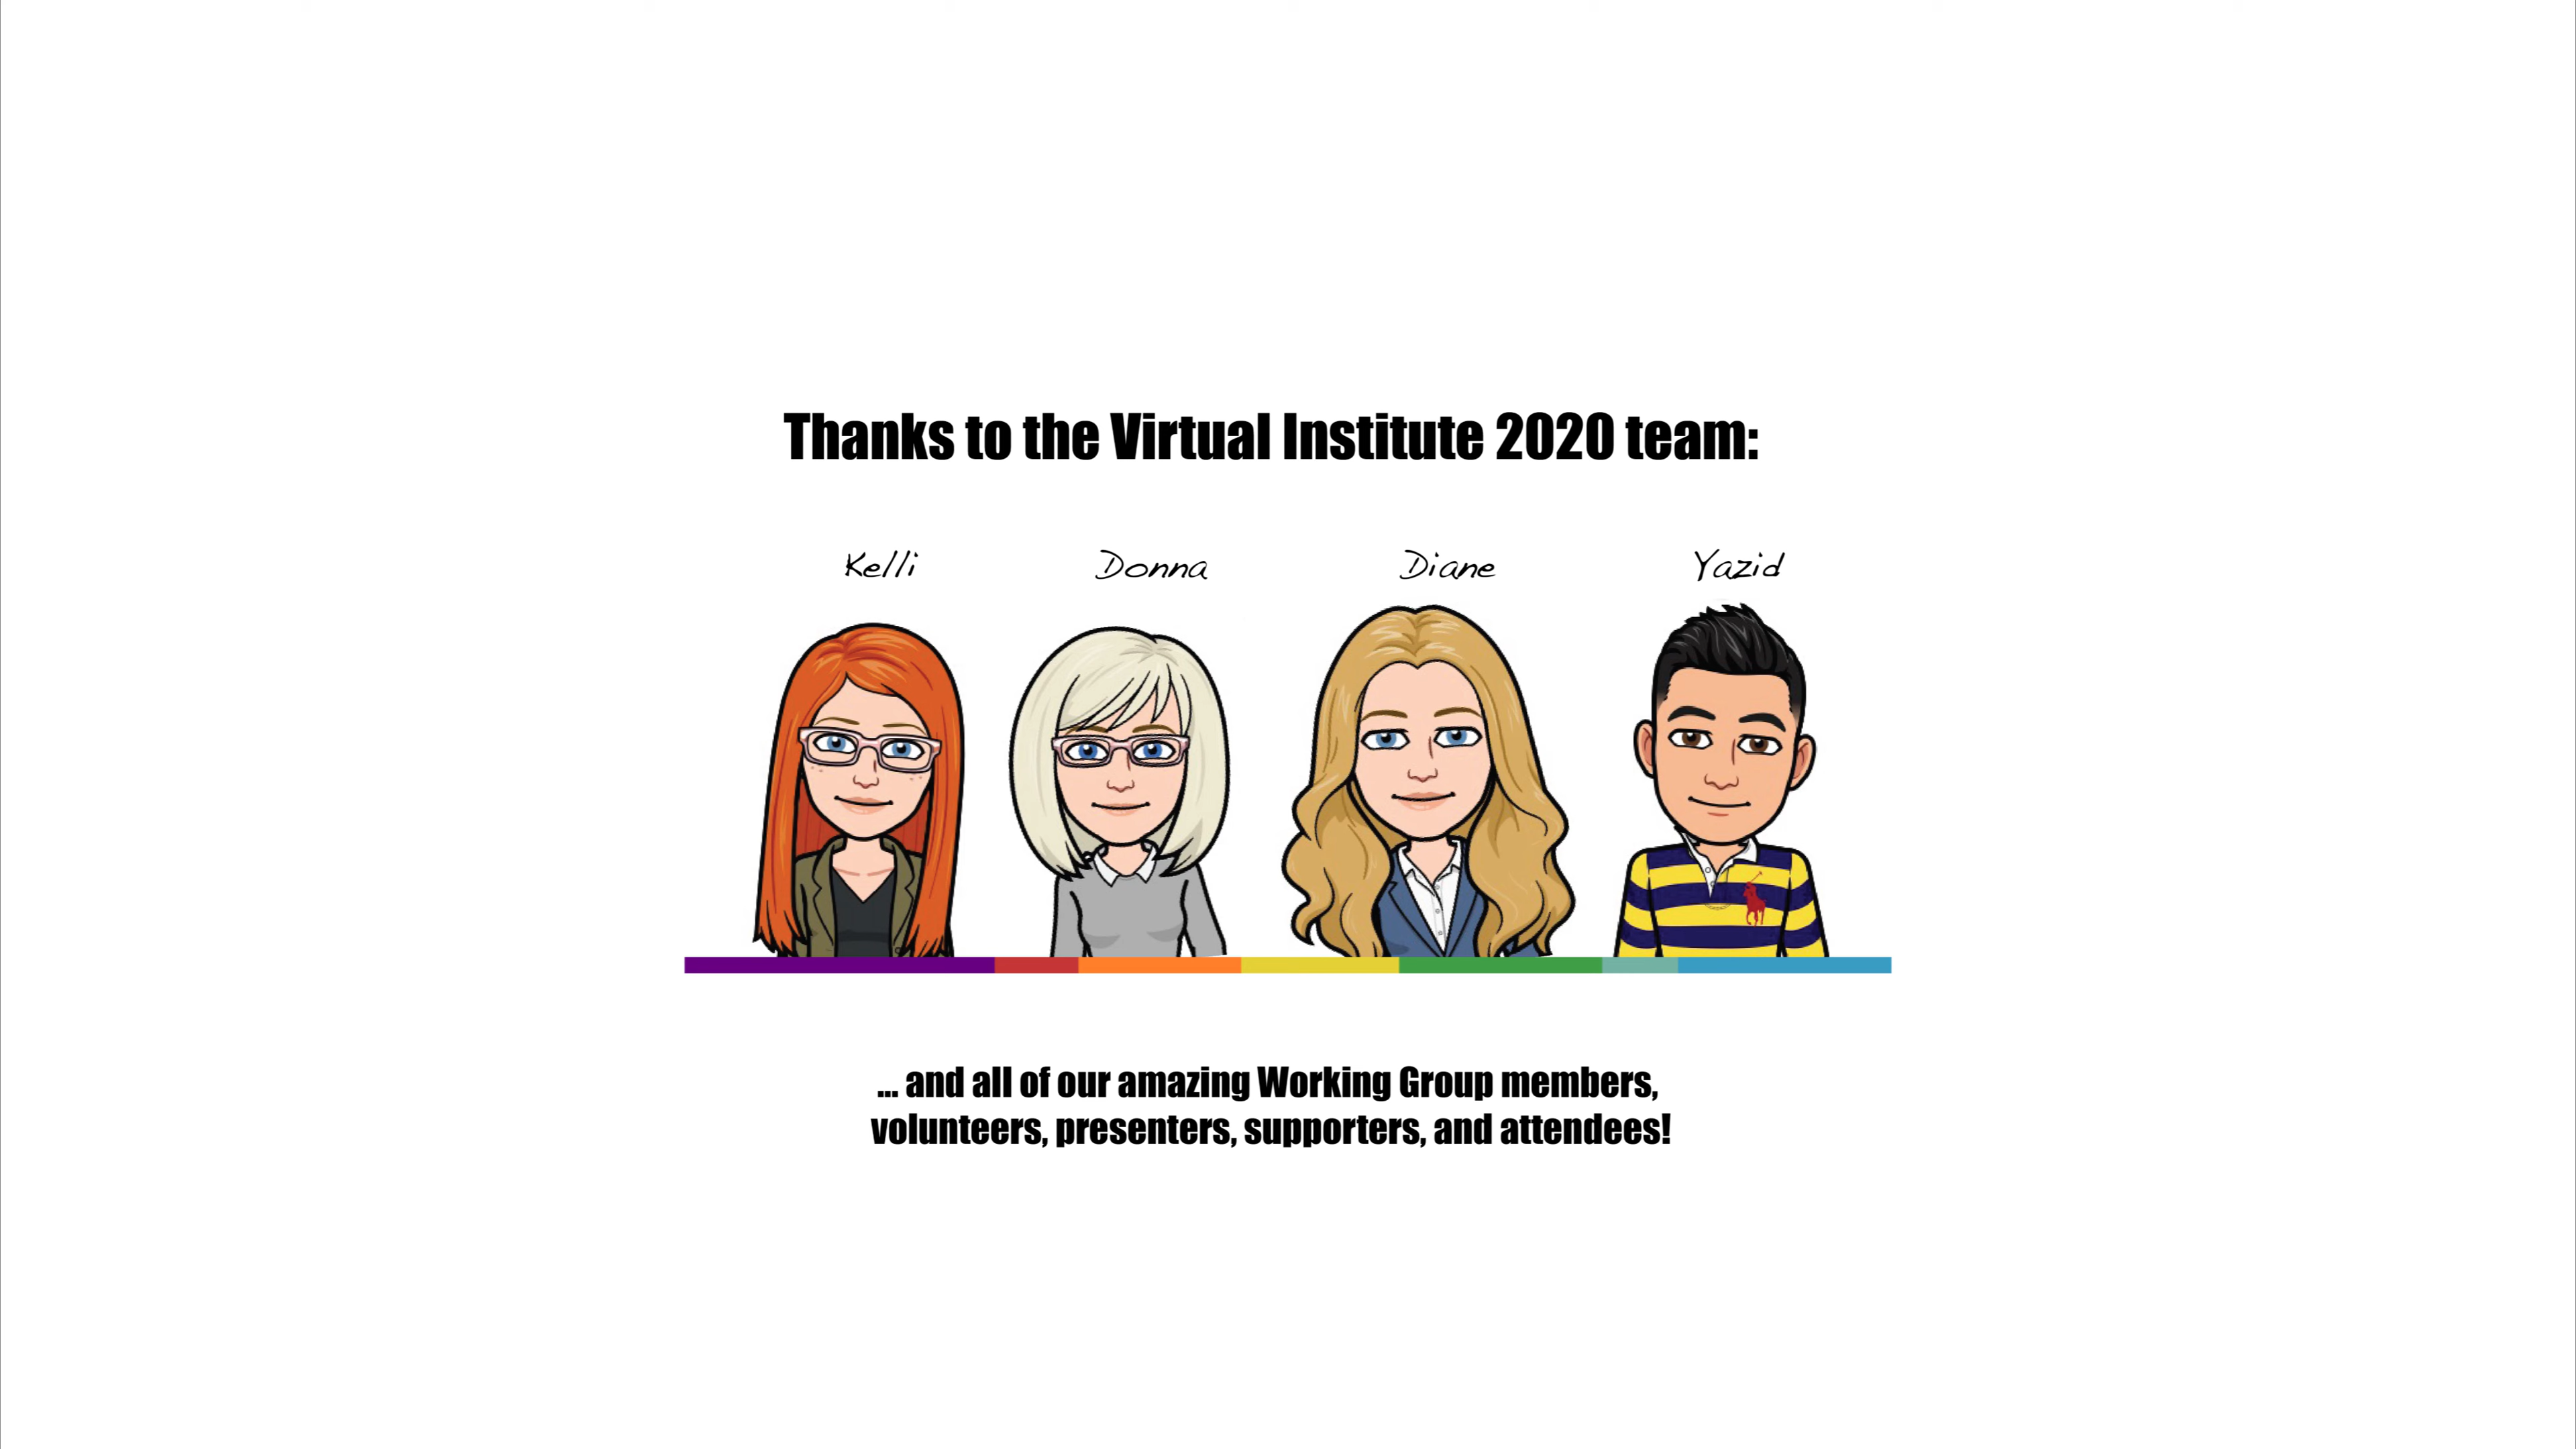 Thanks to the Virtual Institute 2020 team:
Kelli Donna Diane Yazid
... and all of our amazing Working Group members,
volunteers, presenters, supporters, and attendees!